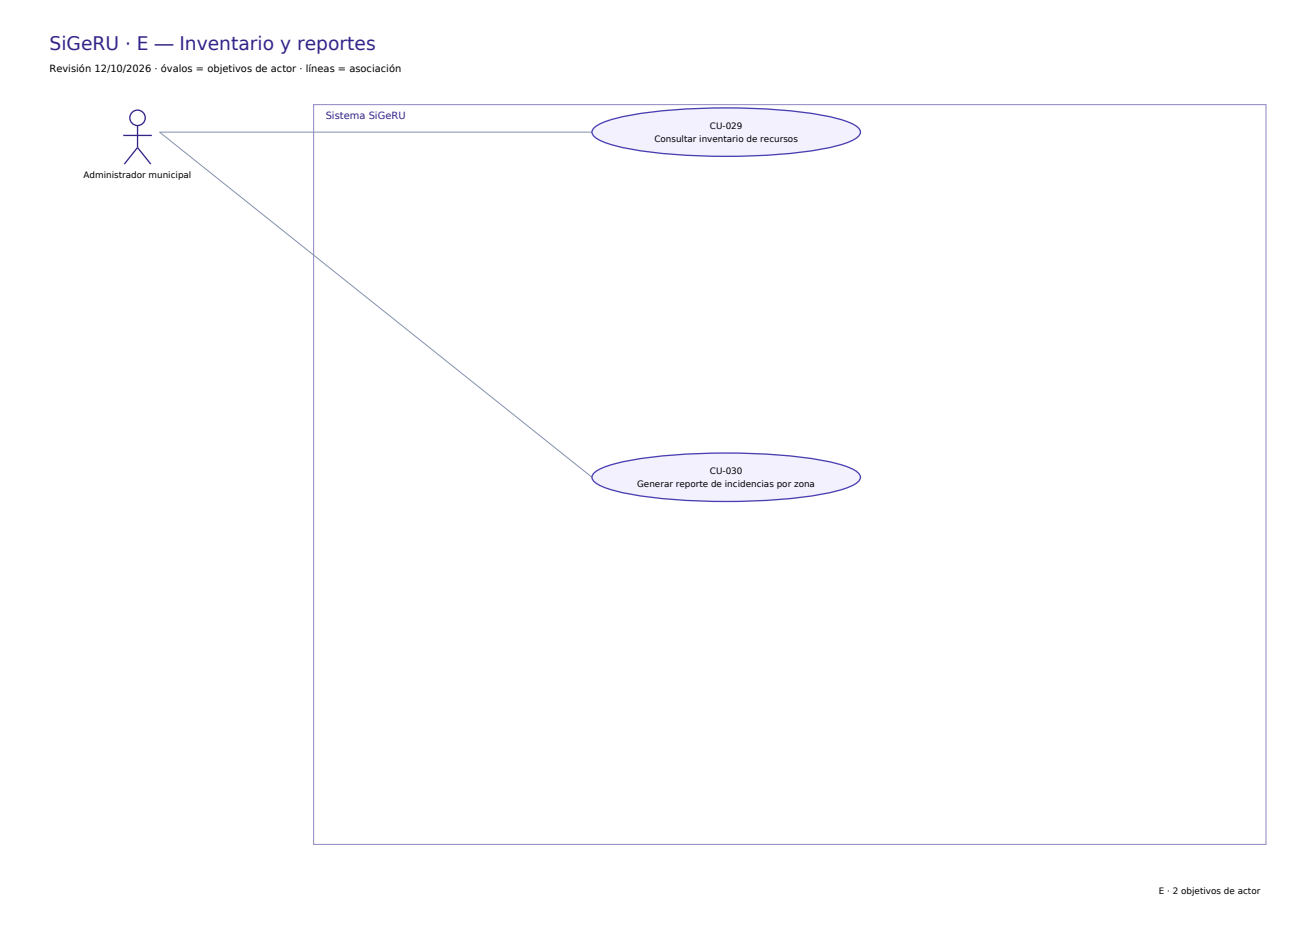 SiGeRU · E — Inventario y reportes
Revisión 12/10/2026 · óvalos = objetivos de actor · líneas = asociación
Sistema SiGeRU
CU-029
Consultar inventario de recursos
Administrador municipal
CU-030
Generar reporte de incidencias por zona
E · 2 objetivos de actor